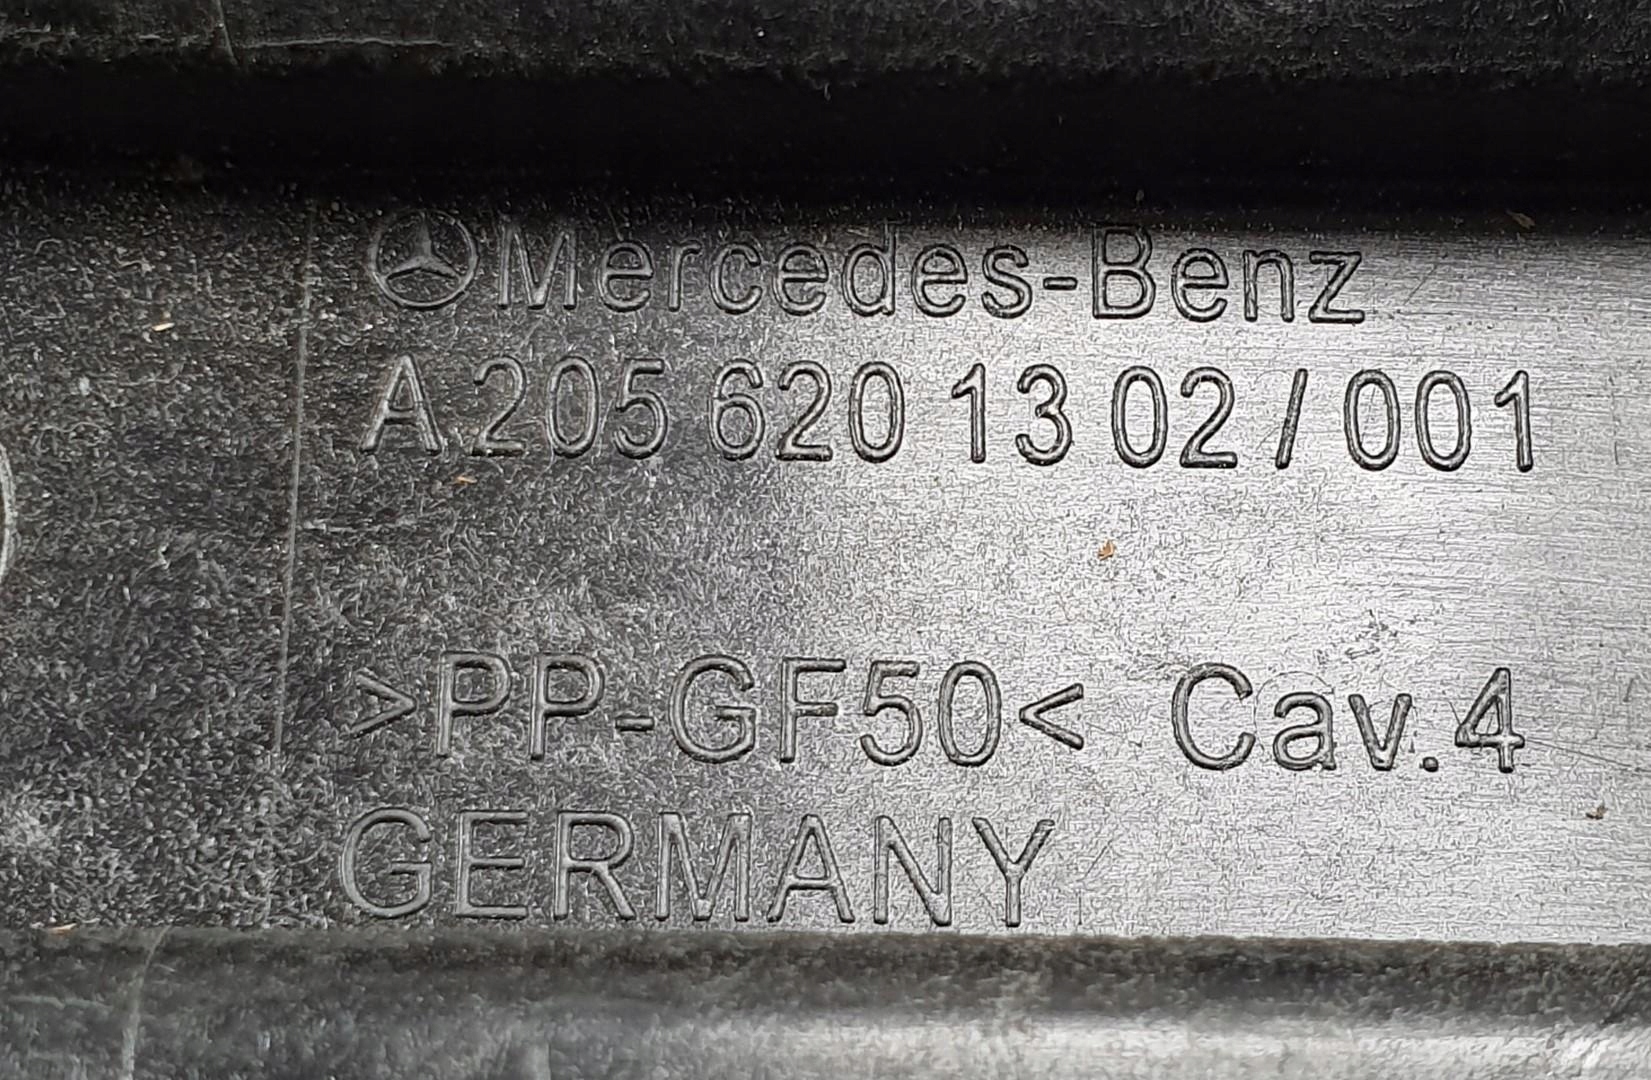 Mercedes-Benz
A 205 620 13 02 / 001
>PP-GF50< Cav.4
GERMANY